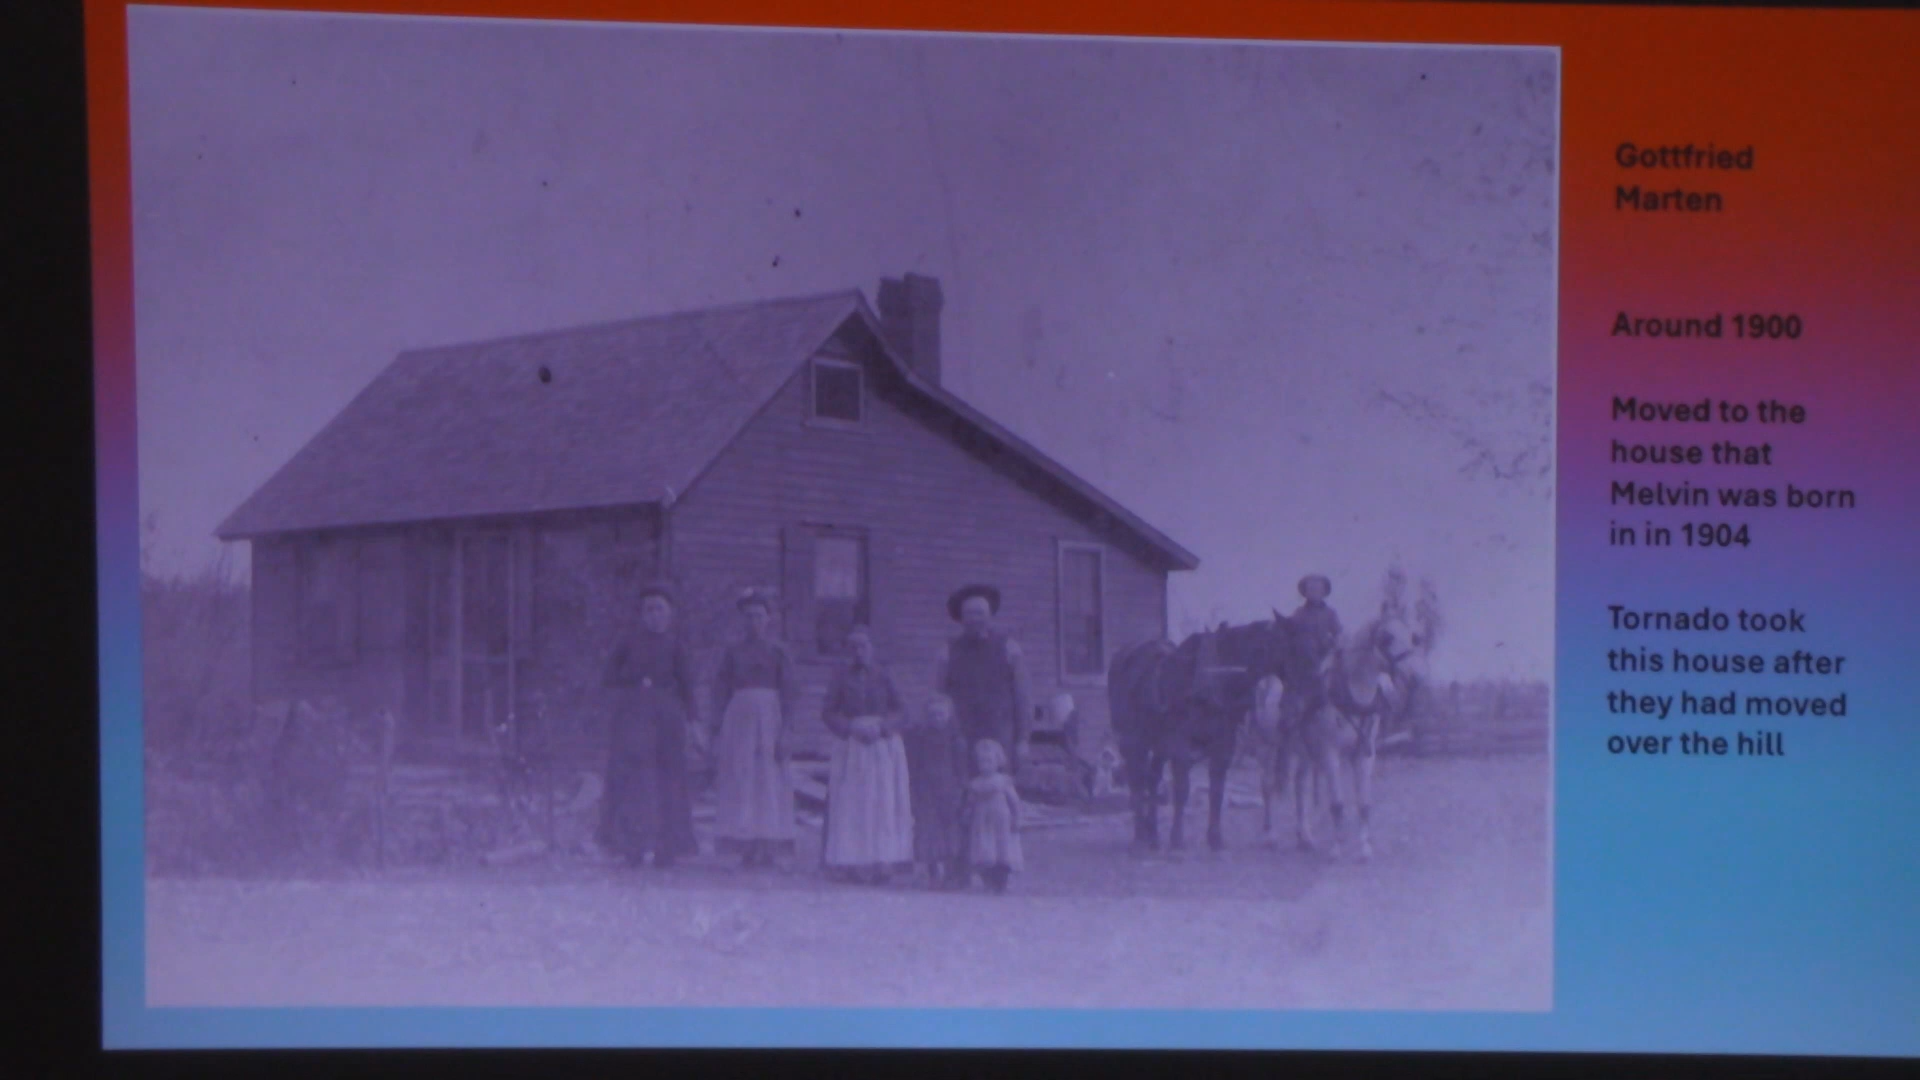 Gottfried
Marten
Around 1900
Moved to the
house that
Melvin was born
in in 1904
Tornado took
this house after
they had moved
over the hill